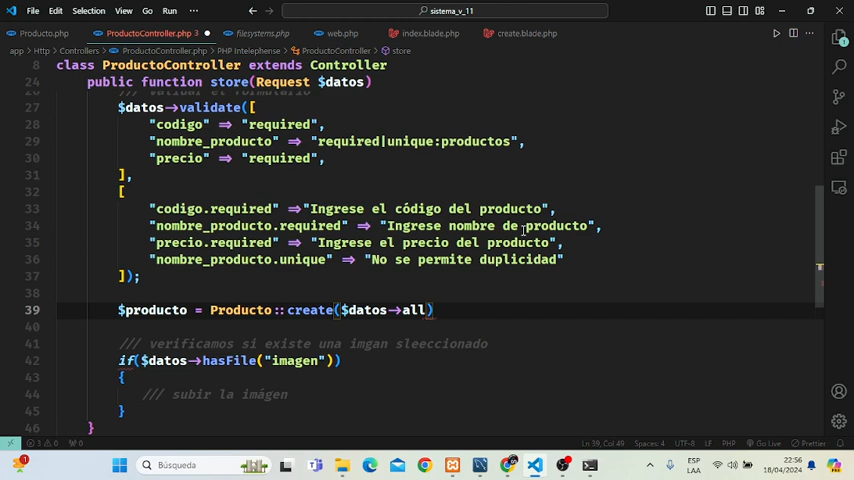 File Edit Selection View Go Run ... sistema_v_11
Producto.php ProductoController.php 3 filesystems.php web.php index.blade.php create.blade.php
app > Http > Controllers > ProductoController.php > PHP Intelephense > ProductoController > store
8 class ProductoController extends Controller
24 public function store(Request $datos)
/// validar el formulario
27 $datos->validate([
28 "codigo" => "required",
29 "nombre_producto" => "required|unique:productos",
30 "precio" => "required",
31 ],
32 [
33 "codigo.required" =>"Ingrese el código del producto",
34 "nombre_producto.required" => "Ingrese nombre de producto",
35 "precio.required" => "Ingrese el precio del producto",
36 "nombre_producto.unique" => "No se permite duplicidad"
37 ]);
38
39 $producto = Producto::create($datos->all)
40
41 /// verificamos si existe una imgan sleeccionado
42 if($datos->hasFile("imagen"))
43 {
44 /// subir la imágen
45 }
46 }
3 0 0 Ln 39, Col 49 Spaces: 4 UTF-8 LF PHP Go Live Prettier
Búsqueda ESP LAA 22:56 18/04/2024